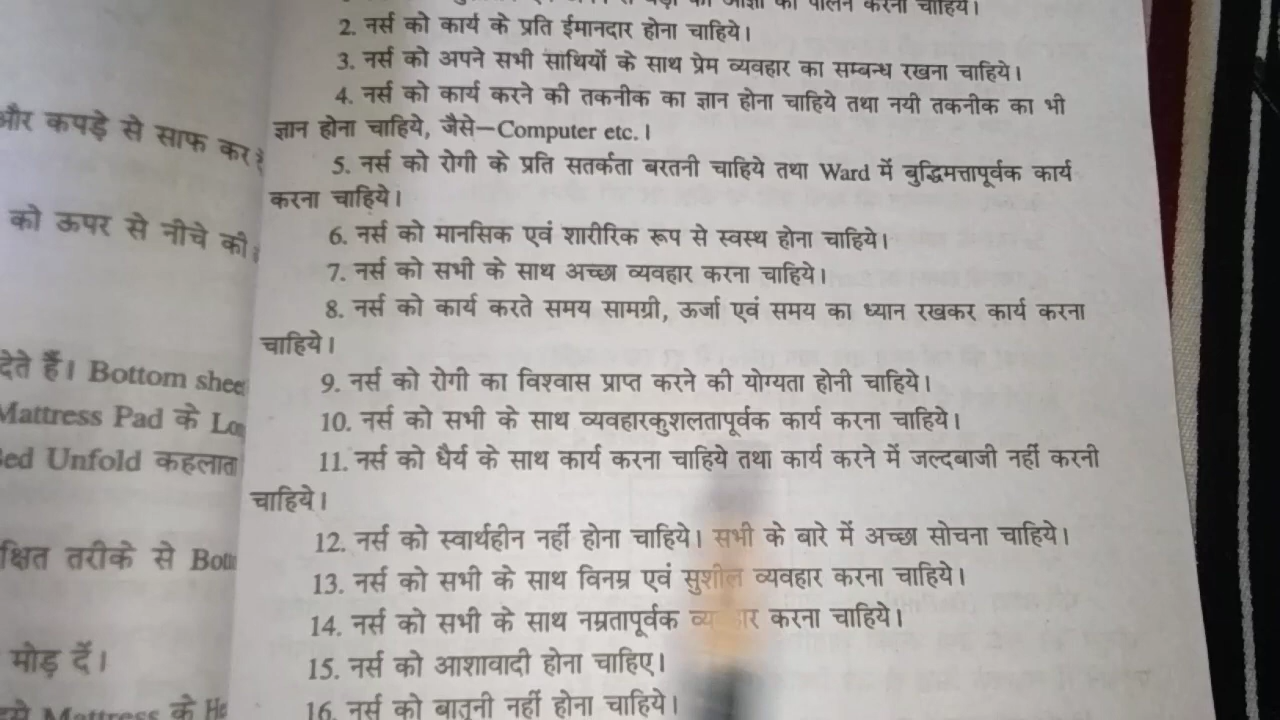 और कपड़े से साफ कर
को ऊपर से नीचे की
देते हैं। Bottom shee
Mattress Pad के
Unfold कहलाता
तरीके से
मोड़ दें।
Mattress के
आज्ञा का पालन करना चाहिये।
2. नर्स को कार्य के प्रति ईमानदार होना चाहिये।
3. नर्स को अपने सभी साथियों के साथ प्रेम व्यवहार का सम्बन्ध रखना चाहिये।
4. नर्स को कार्य करने की तकनीक का ज्ञान होना चाहिये तथा नयी तकनीक का भी
ज्ञान होना चाहिये, जैसे—Computer etc.।
5. नर्स को रोगी के प्रति सतर्कता बरतनी चाहिये तथा Ward में बुद्धिमत्तापूर्वक कार्य
करना चाहिये।
6. नर्स को मानसिक एवं शारीरिक रूप से स्वस्थ होना चाहिये।
7. नर्स को सभी के साथ अच्छा व्यवहार करना चाहिये।
8. नर्स को कार्य करते समय सामग्री, ऊर्जा एवं समय का ध्यान रखकर कार्य करना
चाहिये।
9. नर्स को रोगी का विश्वास प्राप्त करने की योग्यता होनी चाहिये।
10. नर्स को सभी के साथ व्यवहारकुशलतापूर्वक कार्य करना चाहिये।
11. नर्स को धैर्य के साथ कार्य करना चाहिये तथा कार्य करने में जल्दबाजी नहीं करनी
चाहिये।
12. नर्स को स्वार्थहीन नहीं होना चाहिये। सभी के बारे में अच्छा सोचना चाहिये।
13. नर्स को सभी के साथ विनम्र एवं सुशील व्यवहार करना चाहिये।
14. नर्स को सभी के साथ नम्रतापूर्वक करना चाहिये।
15. नर्स को आशावादी होना चाहिए।
16. नर्स को बातूनी नहीं होना चाहिये।